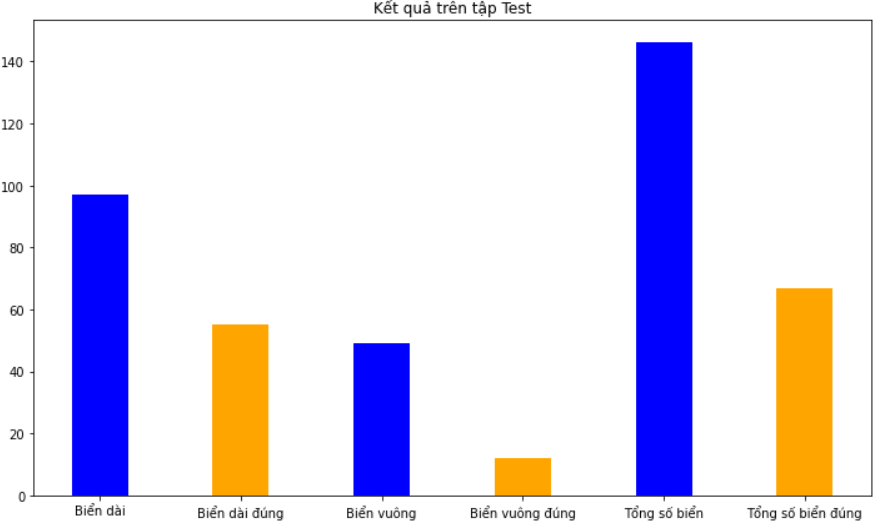 Kết quả trên tập Test
140
120
100
80
60
40
20
0
Biển dài
Biển dài đúng
Biển vuông
Biển vuông đúng
Tổng số biển
Tổng số biển đúng